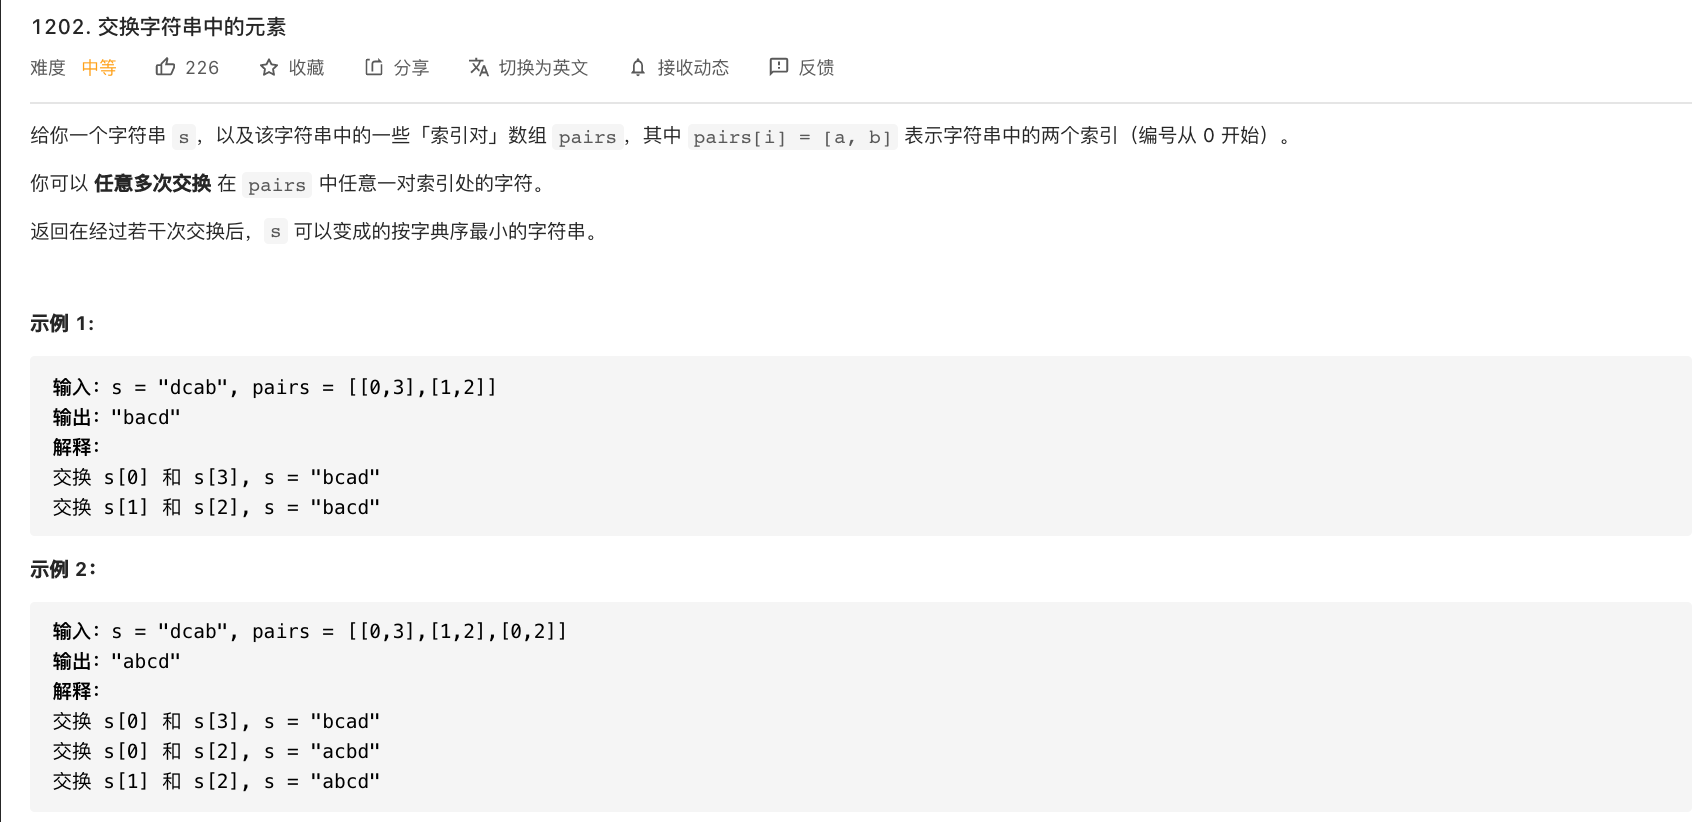 1202. 交换字符串中的元素
难度 中等 226 收藏 分享 切换为英文 接收动态 反馈
给你一个字符串 s，以及该字符串中的一些「索引对」数组 pairs，其中 pairs[i] = [a, b] 表示字符串中的两个索引（编号从 0 开始）。
你可以 任意多次交换 在 pairs 中任意一对索引处的字符。
返回在经过若干次交换后，s 可以变成的按字典序最小的字符串。
示例 1:
输入：s = "dcab", pairs = [[0,3],[1,2]]
输出："bacd"
解释：
交换 s[0] 和 s[3], s = "bcad"
交换 s[1] 和 s[2], s = "bacd"
示例 2：
输入：s = "dcab", pairs = [[0,3],[1,2],[0,2]]
输出："abcd"
解释：
交换 s[0] 和 s[3], s = "bcad"
交换 s[0] 和 s[2], s = "acbd"
交换 s[1] 和 s[2], s = "abcd"